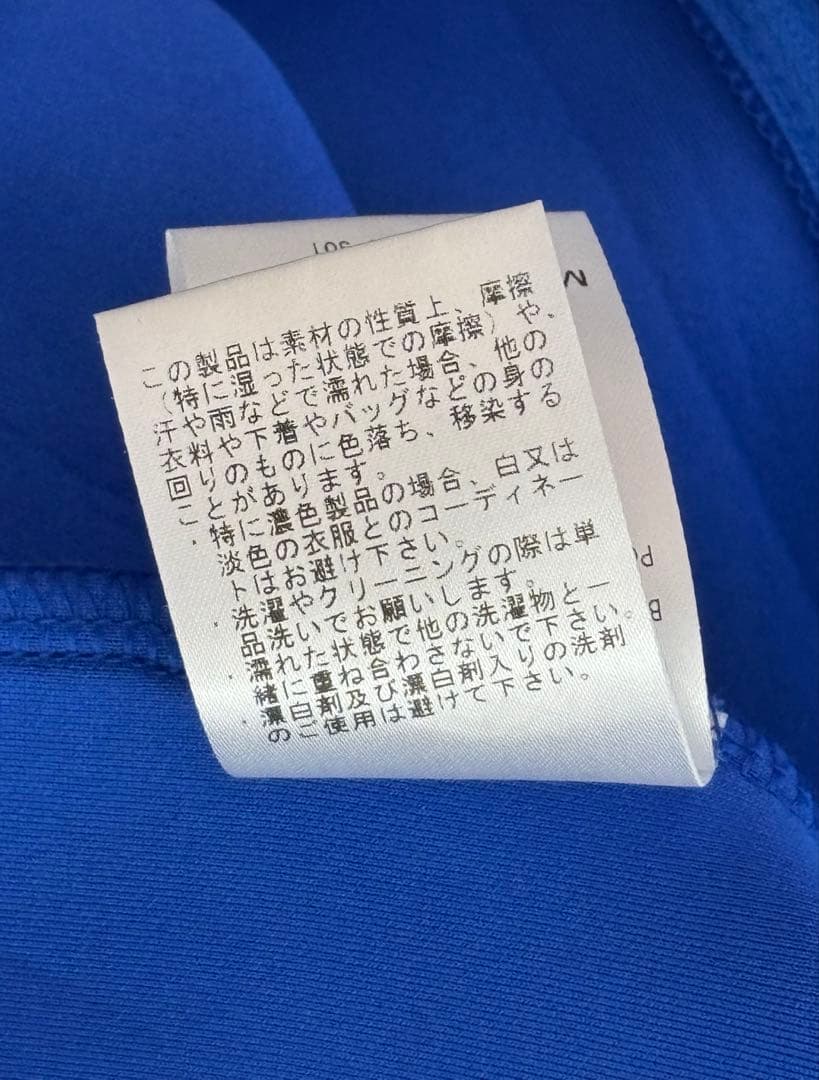 この製品は素材の性質上、摩擦
(特に湿った状態での摩擦)や、
汗や雨などで濡れた場合、他の
衣料や下着やバッグなど、身の
回りのものに色落ち、移染する
ことがあります。
・特に濃色製品の場合、白又は
淡色の衣服とのコーディネー
トはお避け下さい。
・洗濯やクリーニングの際は単
品洗いでお願いします。
・濡れた状態で他の洗濯物と一
緒に重ね合わさないで下さい。
・漂白剤及び漂白剤入りの洗剤
のご使用は避けて下さい。
M